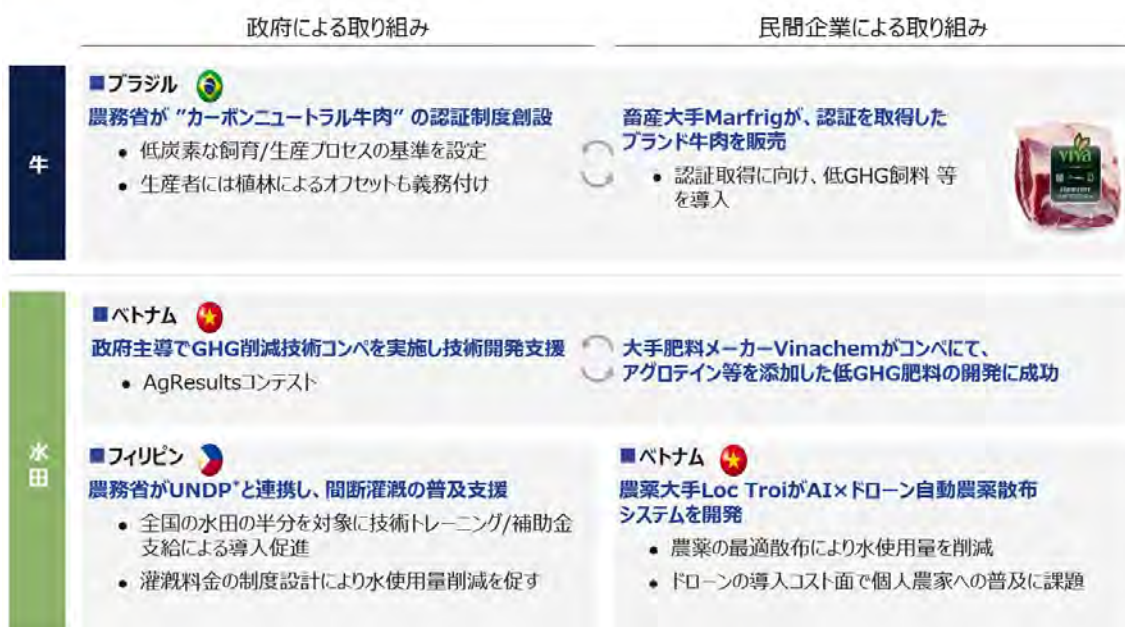 政府による取り組み
民間企業による取り組み
牛
■ブラジル
農務省が ”カーボンニュートラル牛肉” の認証制度創設
• 低炭素な飼育/生産プロセスの基準を設定
• 生産者には植林によるオフセットも義務付け
畜産大手Marfrigが、認証を取得した
ブランド牛肉を販売
• 認証取得に向け、低GHG飼料 等
を導入
viva
水田
■ベトナム
政府主導でGHG削減技術コンペを実施し技術開発支援
• AgResultsコンテスト
大手肥料メーカーVinachemがコンペにて、
アグロテイン等を添加した低GHG肥料の開発に成功
■フィリピン
農務省がUNDP*と連携し、間断灌漑の普及支援
• 全国の水田の半分を対象に技術トレーニング/補助金
支給による導入促進
• 灌漑料金の制度設計により水使用量削減を促す
■ベトナム
農薬大手Loc TroiがAI×ドローン自動農薬散布
システムを開発
• 農薬の最適散布により水使用量を削減
• ドローンの導入コスト面で個人農家への普及に課題